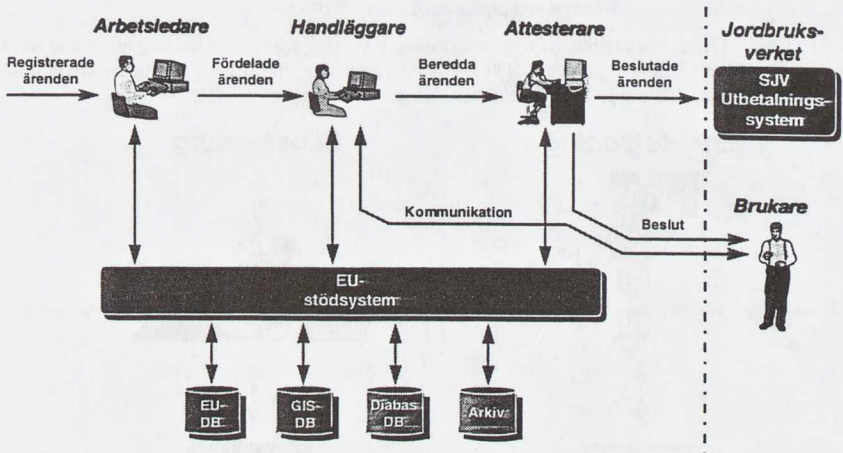 Arbetsledare
Handläggare
Attesterare
Jordbruks-
verket
Registrerade
ärenden
Fördelade
ärenden
Beredda
ärenden
Beslutade
ärenden
SJV
Utbetalnings-
system
Kommunikation
Beslut
Brukare
EU-
stödsystem
EU-
DB
GIS-
DB
Diabas
DB
Arkiv